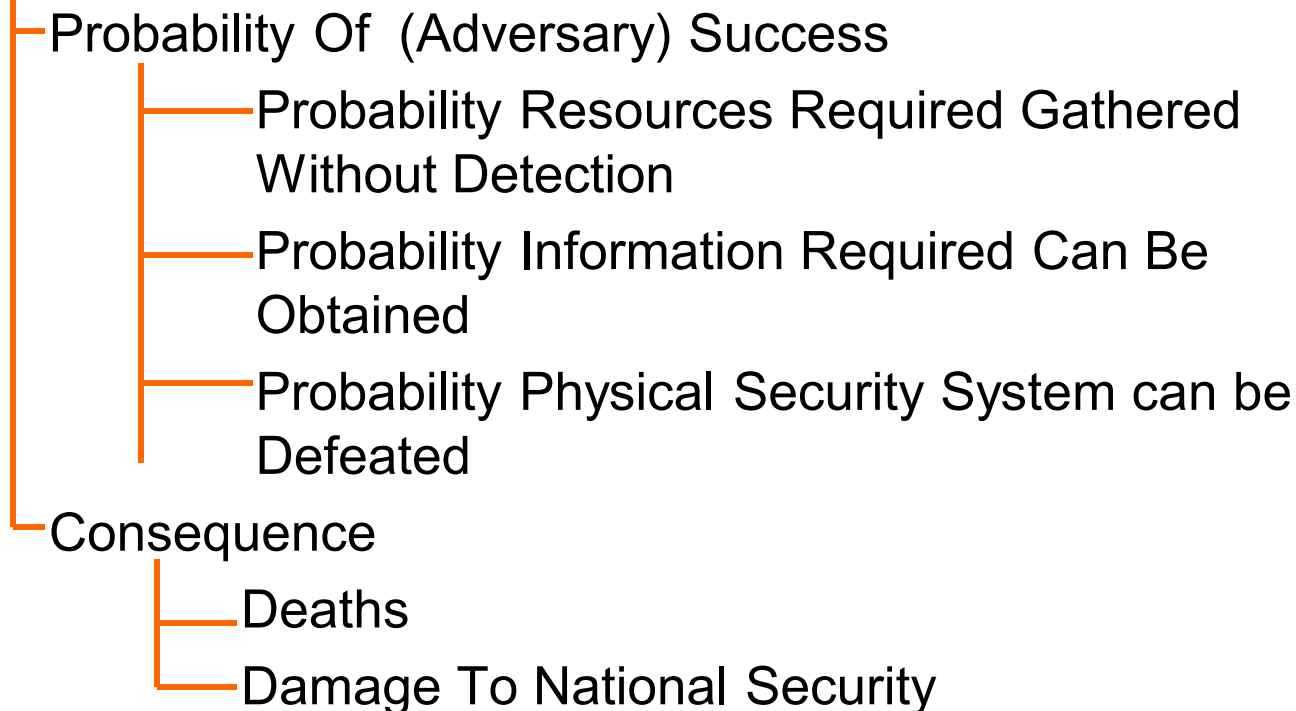 Probability Of (Adversary) Success
Probability Resources Required Gathered
Without Detection
Probability Information Required Can Be
Obtained
Probability Physical Security System can be
Defeated
Consequence
Deaths
Damage To National Security